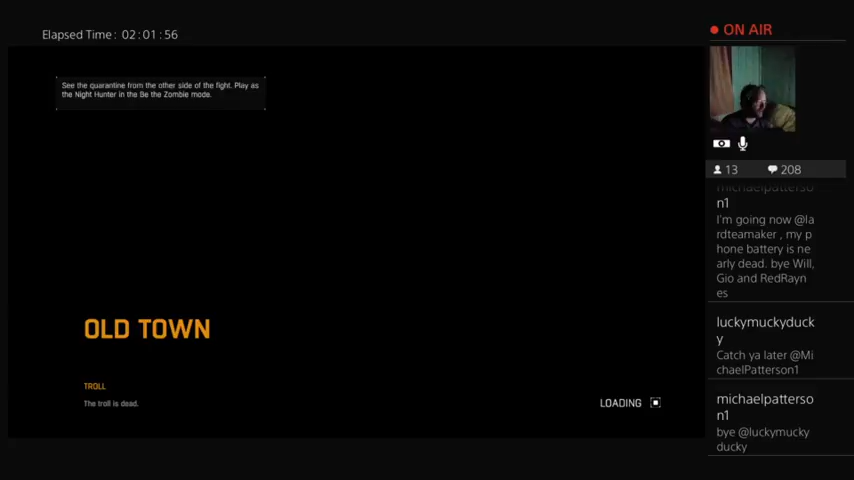 Elapsed Time: 02:01:56
ON AIR
See the quarantine from the other side of the fight. Play as
the Night Hunter in the Be the Zombie mode.
13
208
michaelpatterso
n1
I'm going now @la
rdteamaker , my p
hone battery is ne
arly dead. bye Will,
Gio and RedRayn
es
OLD TOWN
luckymuckyduck
y
Catch ya later @Mi
chaelPatterson1
TROLL
The troll is dead.
LOADING
michaelpatterso
n1
bye @luckymucky
ducky